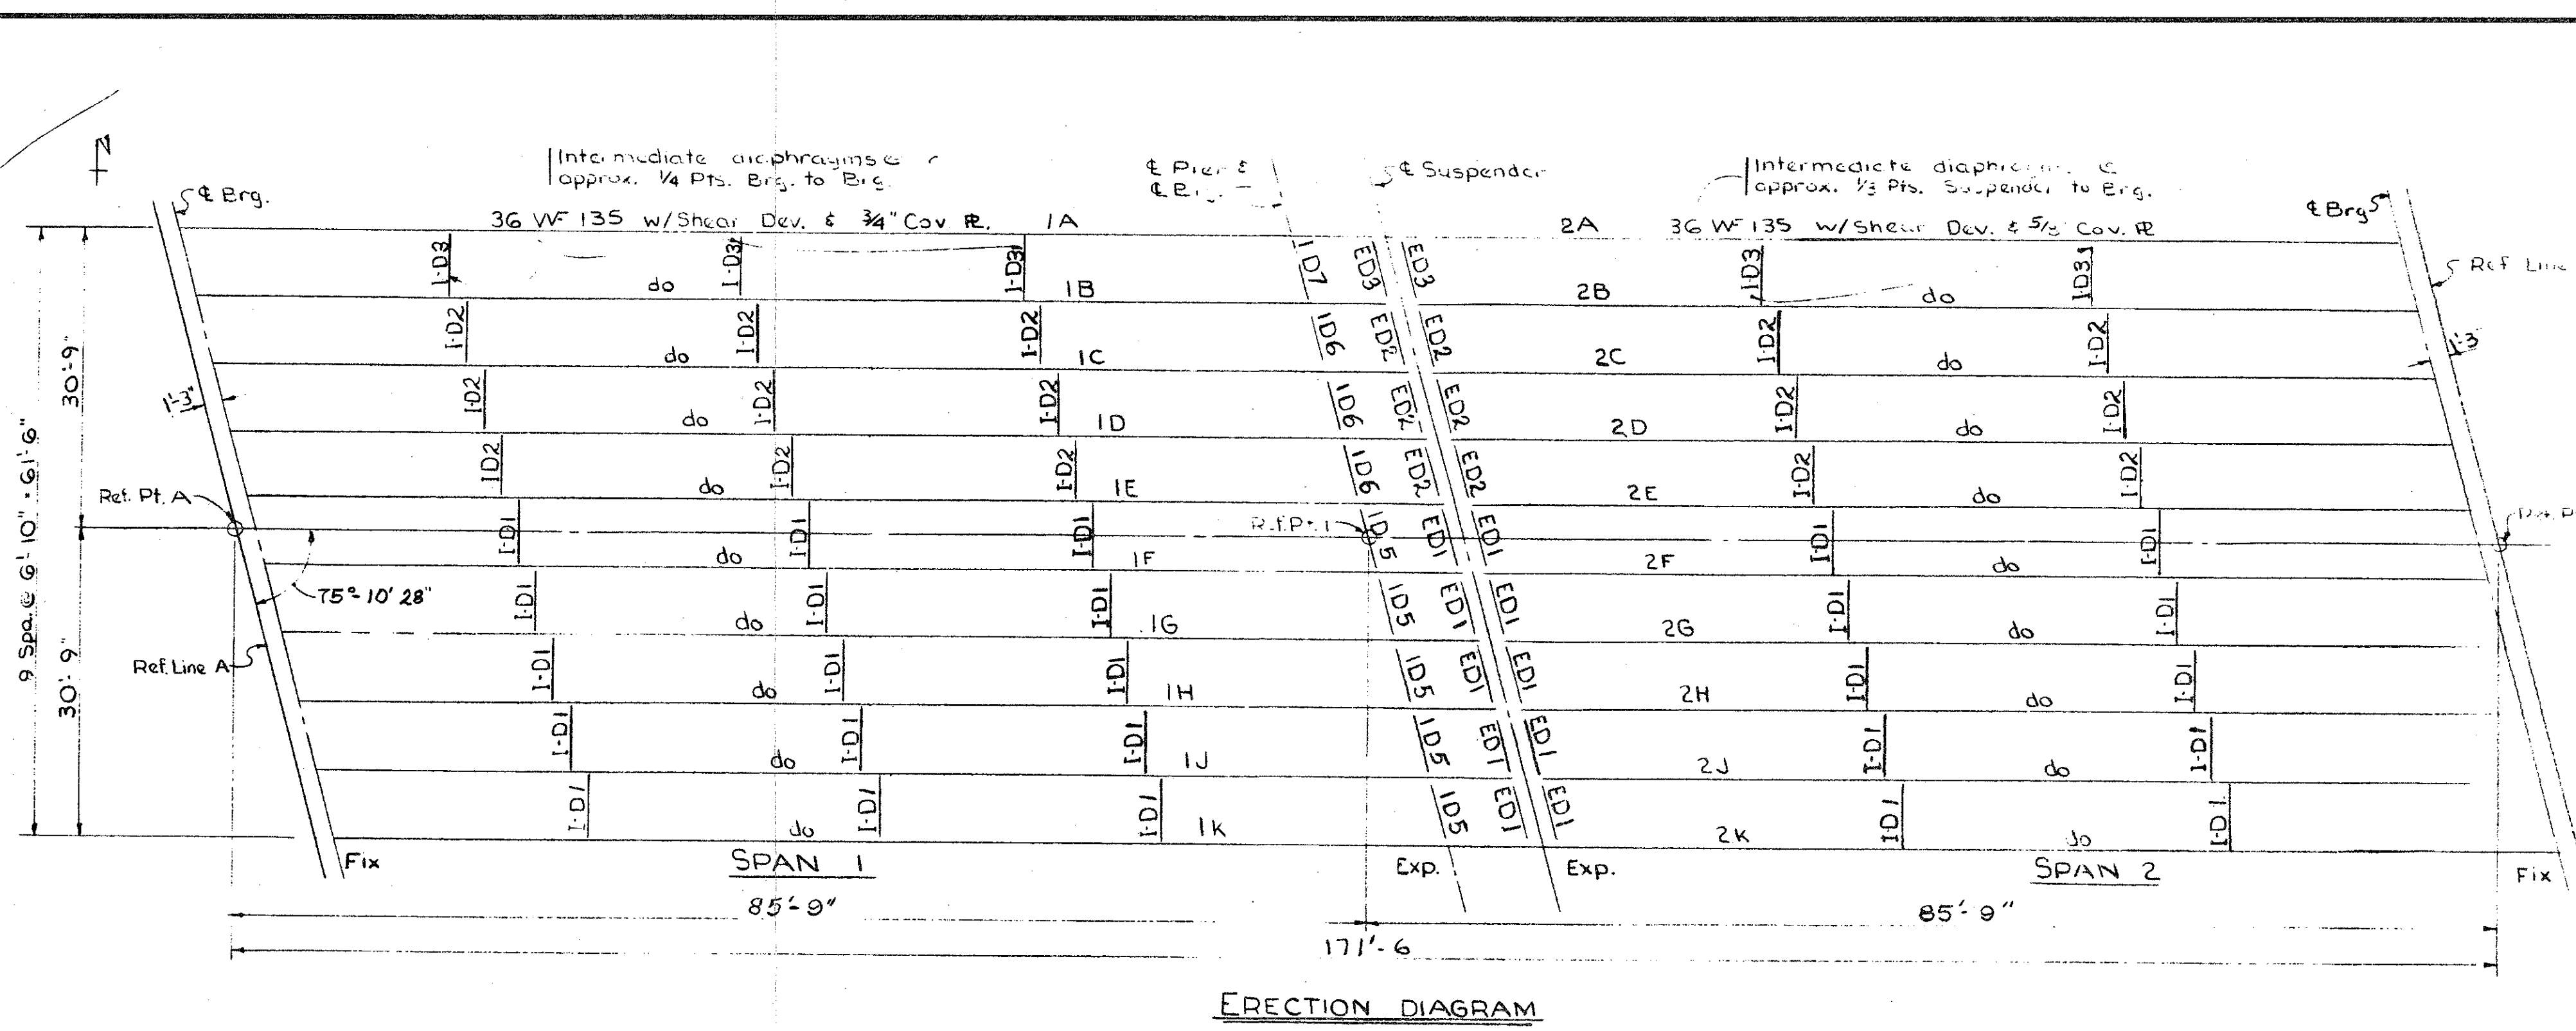 N
℄ Brg.
Intermediate diaphragms @
approx. 1/4 Pts. Brg. to Brg.
℄ Pier &
℄
℄ Suspender
Intermediate diaphragms @
approx. 1/3 Pts. Suspender to Brg.
℄ Brg
36 WF 135 w/Shear Dev. & 3/4" Cov PL. 1A
2A 36 WF 135 w/Shear Dev. & Cov. PL
Ref Line
I-D3 I-D3 I-D3 1D7 ED3 ED3 I-D3 I-D3
do 1B 2B do
I-D2 I-D2 I-D2 1D6 ED2 ED2 I-D2 I-D2
do 1C 2C do
1'-3" 1'-3
I-D2 I-D2 I-D2 1D6 ED2 ED2 I-D2 I-D2
do 1D 2D do
I-D2 I-D2 I-D2 1D6 ED2 ED2 I-D2 I-D2
do 1E 2E do
Ref. Pt. A
Ref. Pt. 1
I-D1 I-D1 I-D1 1D5 ED1 ED1 I-D1 I-D1
do 1F 2F do
75°-10' 28"
I-D1 I-D1 I-D1 1D5 ED1 ED1 I-D1 I-D1
do 1G 2G do
Ref. Line A
I-D1 I-D1 I-D1 1D5 ED1 ED1 I-D1 I-D1
do 1H 2H do
I-D1 I-D1 I-D1 1D5 ED1 ED1 I-D1 I-D1
do 1J 2J do
I-D1 I-D1 I-D1 1D5 ED1 ED1 I-D1 I-D1
do 1K 2K do
9 Spa. @ 6'-10" = 61'-6"
30'-9"
30'-9"
Fix SPAN 1 Exp. Exp. SPAN 2 Fix
85'-9" 85'-9"
171'-6
ERECTION DIAGRAM